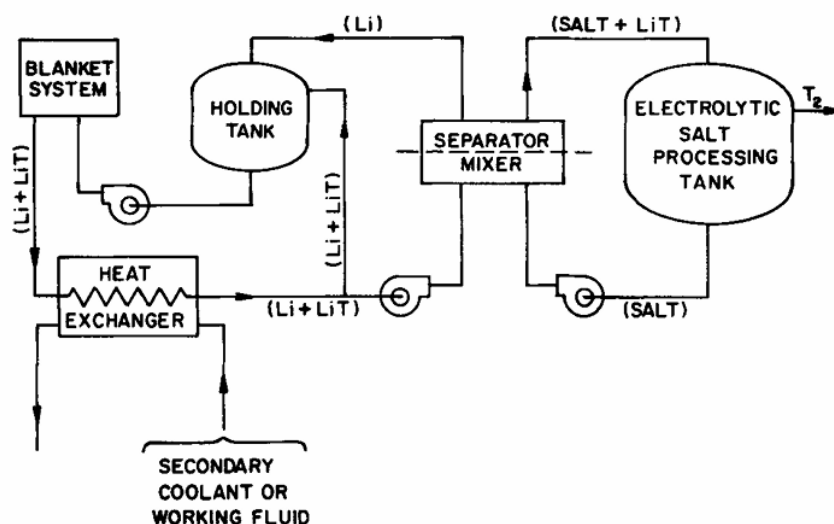 (Li)
(SALT + LiT)
BLANKET
SYSTEM
HOLDING
TANK
ELECTROLYTIC
SALT
PROCESSING
TANK
T2
SEPARATOR
MIXER
(Li + LiT)
(Li + LiT)
HEAT
EXCHANGER
(Li + LiT)
(SALT)
SECONDARY
COOLANT OR
WORKING FLUID